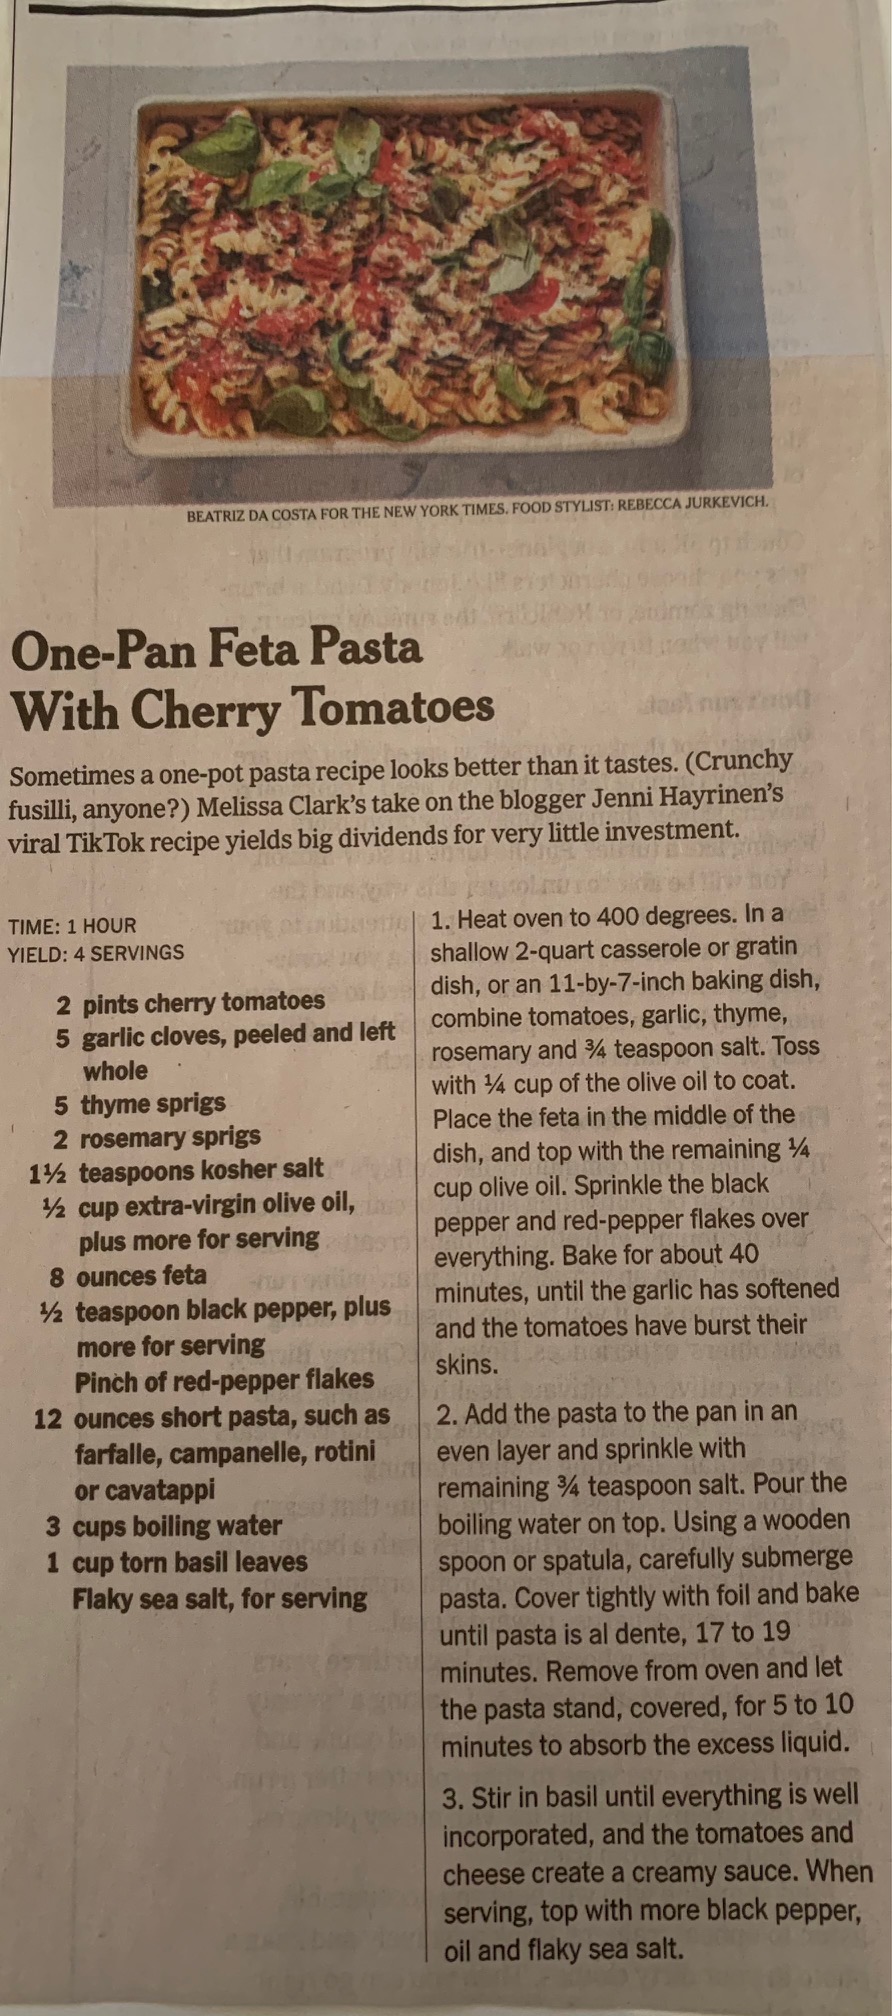 BEATRIZ DA COSTA FOR THE NEW YORK TIMES. FOOD STYLIST: REBECCA JURKEVICH.
One-Pan Feta Pasta
With Cherry Tomatoes
Sometimes a one-pot pasta recipe looks better than it tastes. (Crunchy
fusilli, anyone?) Melissa Clark's take on the blogger Jenni Hayrinen's
viral TikTok recipe yields big dividends for very little investment.
TIME: 1 HOUR
YIELD: 4 SERVINGS
2 pints cherry tomatoes
5 garlic cloves, peeled and left
whole
5 thyme sprigs
2 rosemary sprigs
1½ teaspoons kosher salt
½ cup extra-virgin olive oil,
plus more for serving
8 ounces feta
½ teaspoon black pepper, plus
more for serving
Pinch of red-pepper flakes
12 ounces short pasta, such as
farfalle, campanelle, rotini
or cavatappi
3 cups boiling water
1 cup torn basil leaves
Flaky sea salt, for serving
1. Heat oven to 400 degrees. In a
shallow 2-quart casserole or gratin
dish, or an 11-by-7-inch baking dish,
combine tomatoes, garlic, thyme,
rosemary and ¾ teaspoon salt. Toss
with ¼ cup of the olive oil to coat.
Place the feta in the middle of the
dish, and top with the remaining ¼
cup olive oil. Sprinkle the black
pepper and red-pepper flakes over
everything. Bake for about 40
minutes, until the garlic has softened
and the tomatoes have burst their
skins.
2. Add the pasta to the pan in an
even layer and sprinkle with
remaining ¾ teaspoon salt. Pour the
boiling water on top. Using a wooden
spoon or spatula, carefully submerge
pasta. Cover tightly with foil and bake
until pasta is al dente, 17 to 19
minutes. Remove from oven and let
the pasta stand, covered, for 5 to 10
minutes to absorb the excess liquid.
3. Stir in basil until everything is well
incorporated, and the tomatoes and
cheese create a creamy sauce. When
serving, top with more black pepper,
oil and flaky sea salt.